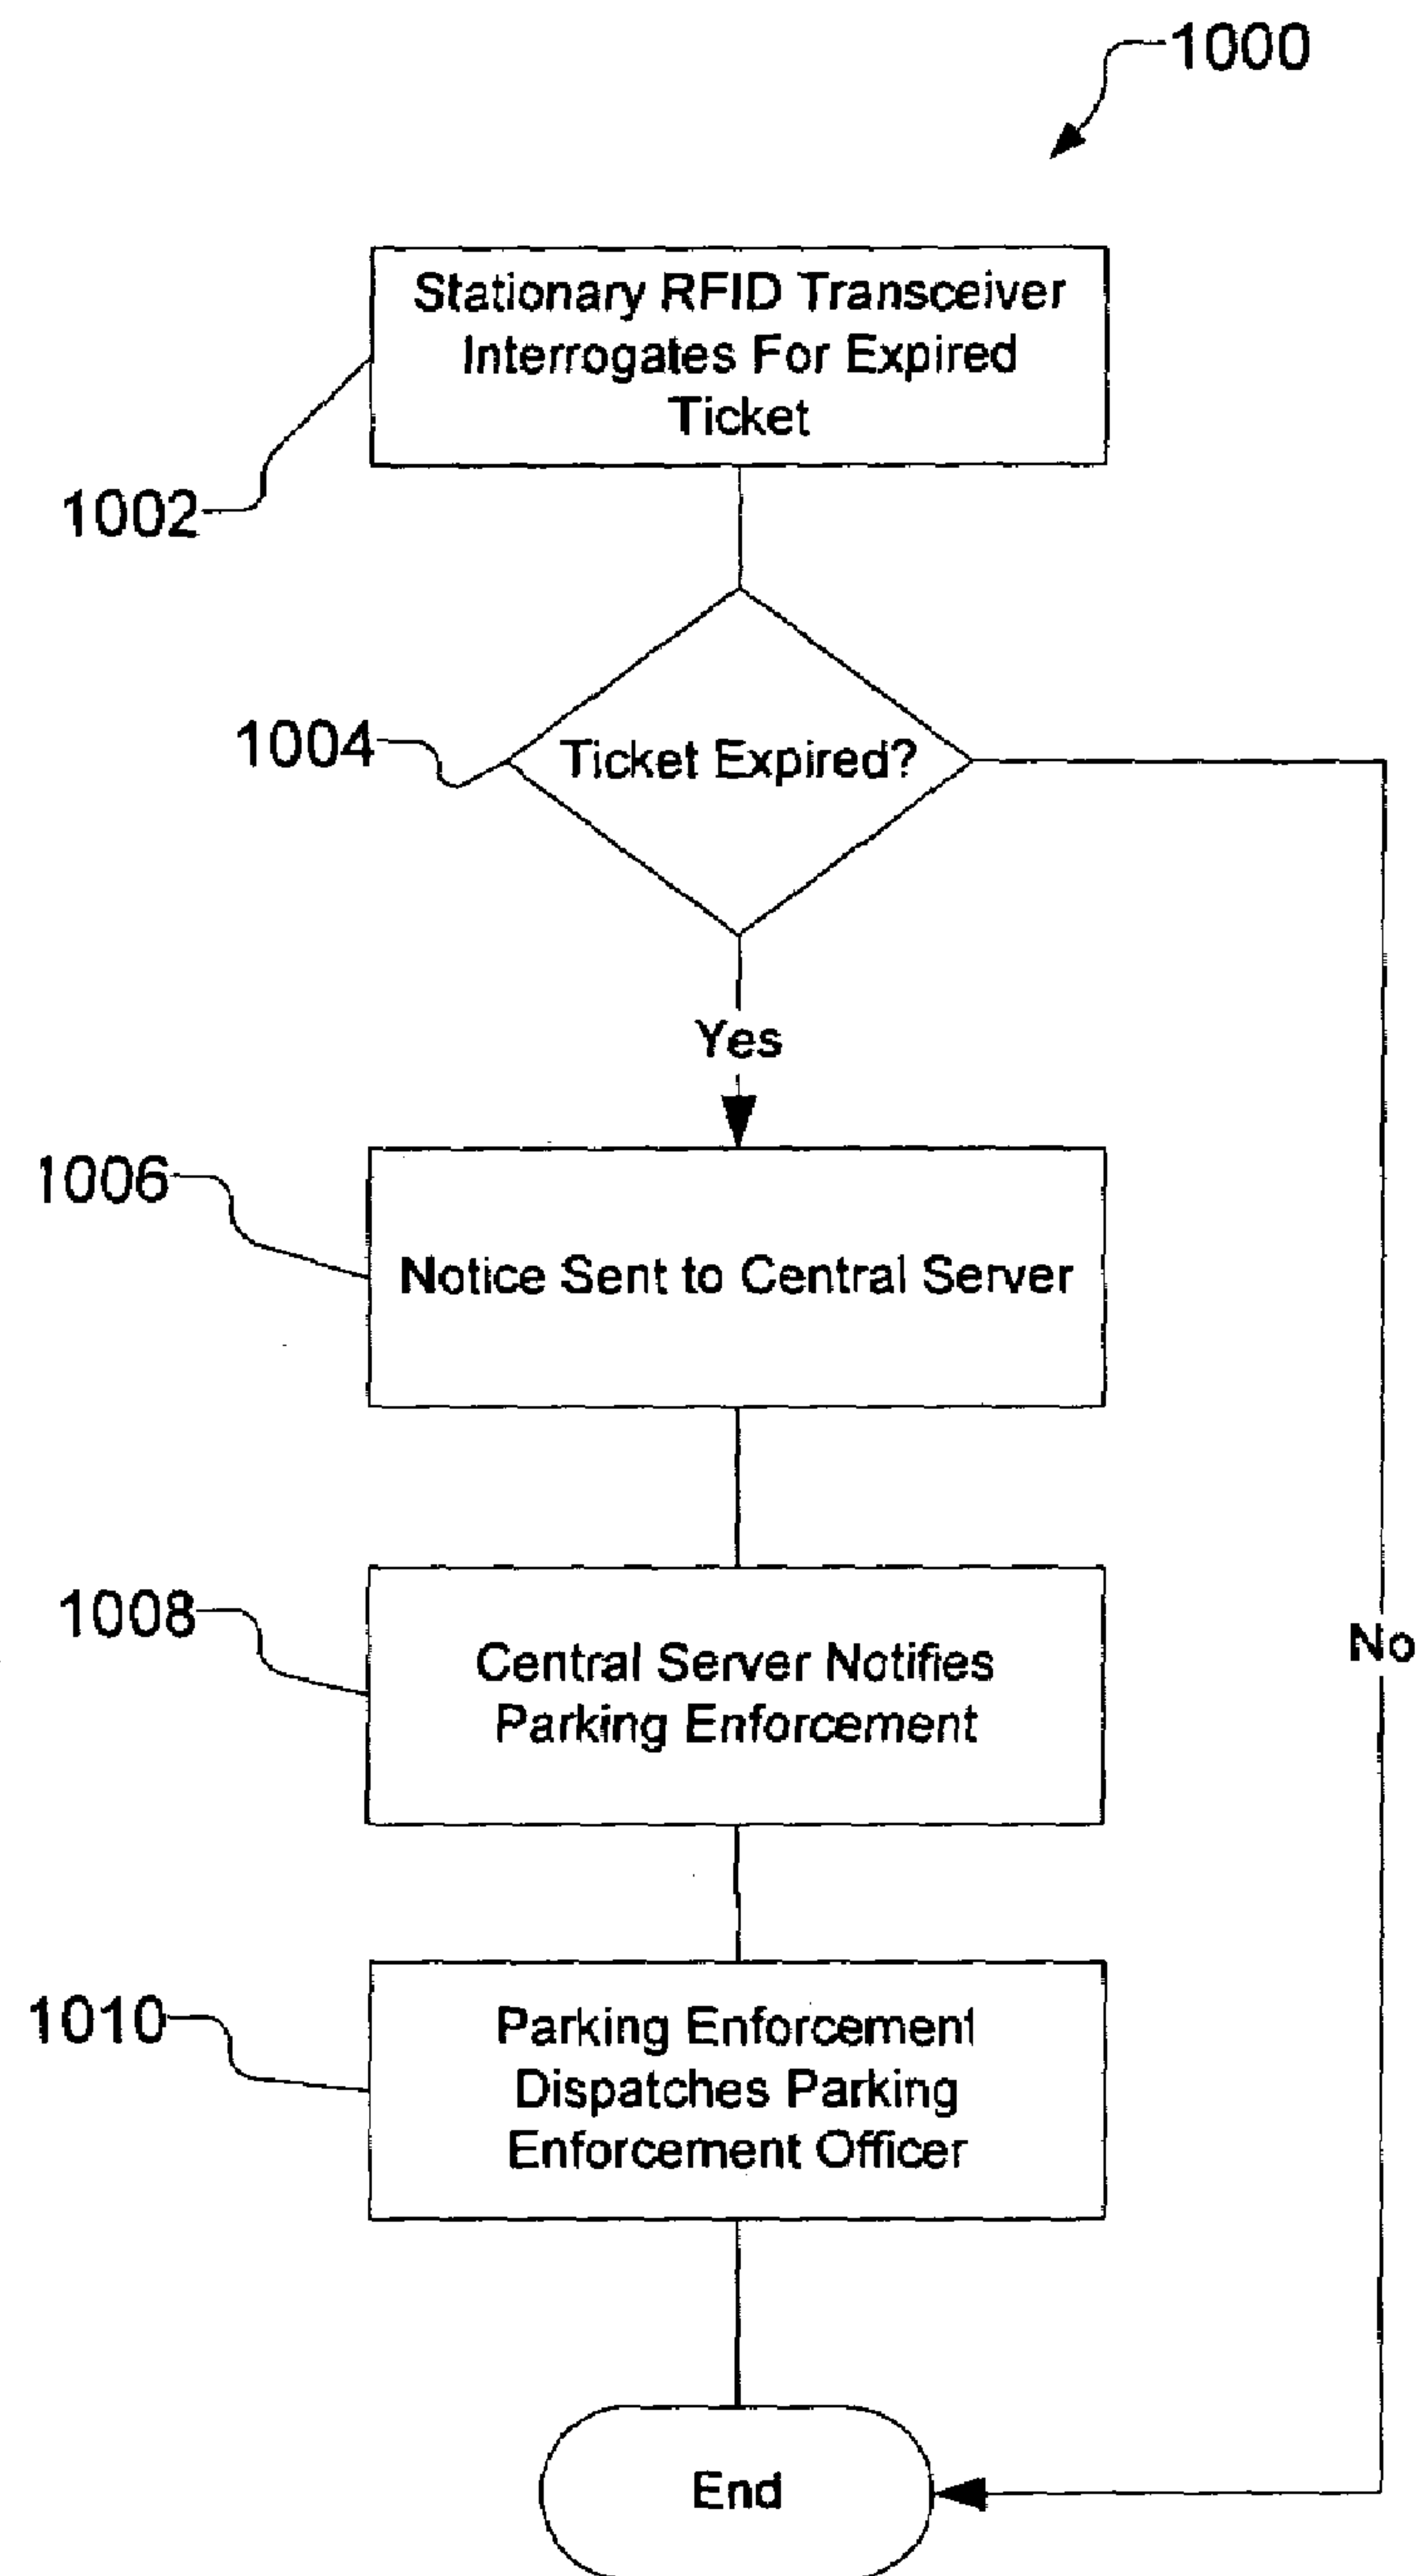 1000
Stationary RFID Transceiver
Interrogates For Expired
Ticket
1002
1004
Ticket Expired?
Yes
1006
Notice Sent to Central Server
1008
Central Server Notifies
Parking Enforcement
No
1010
Parking Enforcement
Dispatches Parking
Enforcement Officer
End